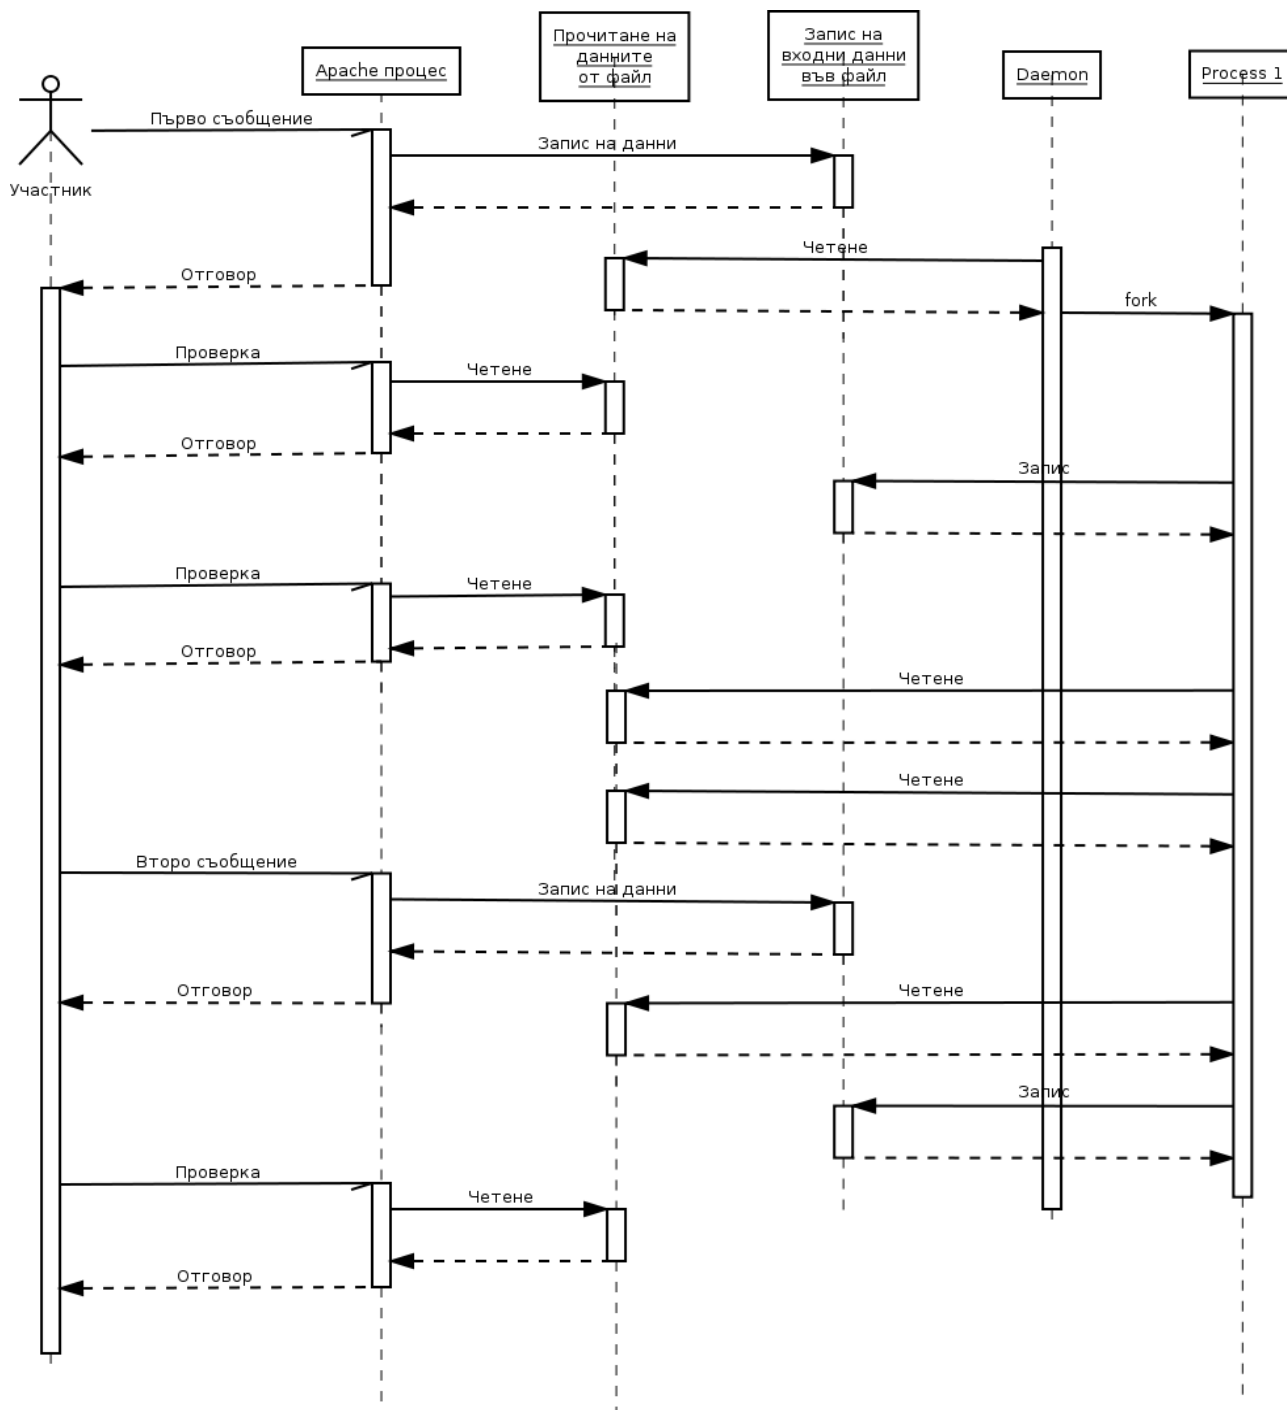 Прочитане на
данните
от файл
Запис на
входни данни
във файл
Apache процес
Daemon
Process 1
Участник
Първо съобщение
Запис на данни
Четене
Отговор
fork
Проверка
Четене
Отговор
Запис
Проверка
Четене
Отговор
Четене
Четене
Второ съобщение
Запис на данни
Отговор
Четене
Запис
Проверка
Четене
Отговор